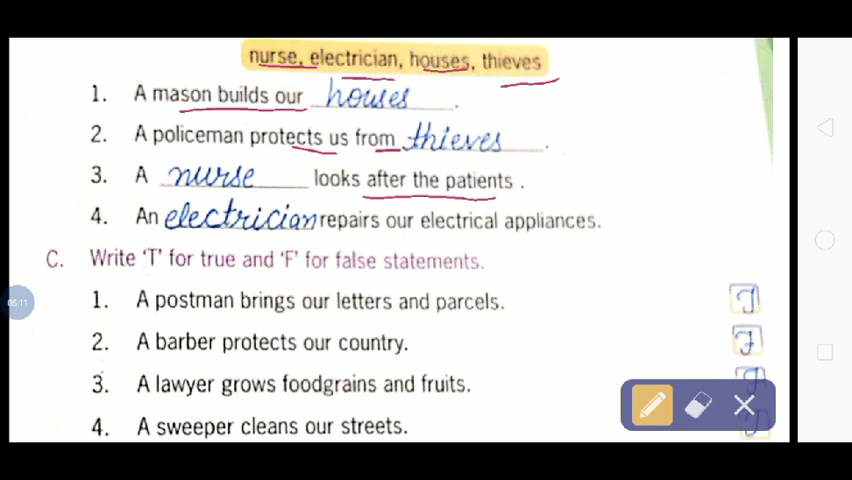 nurse, electrician, houses, thieves
1. A mason builds our houses.
2. A policeman protects us from thieves.
3. A nurse looks after the patients.
4. An electrician repairs our electrical appliances.
C. Write 'T' for true and 'F' for false statements.
1. A postman brings our letters and parcels. T
05:11
2. A barber protects our country. F
3. A lawyer grows foodgrains and fruits.
4. A sweeper cleans our streets.